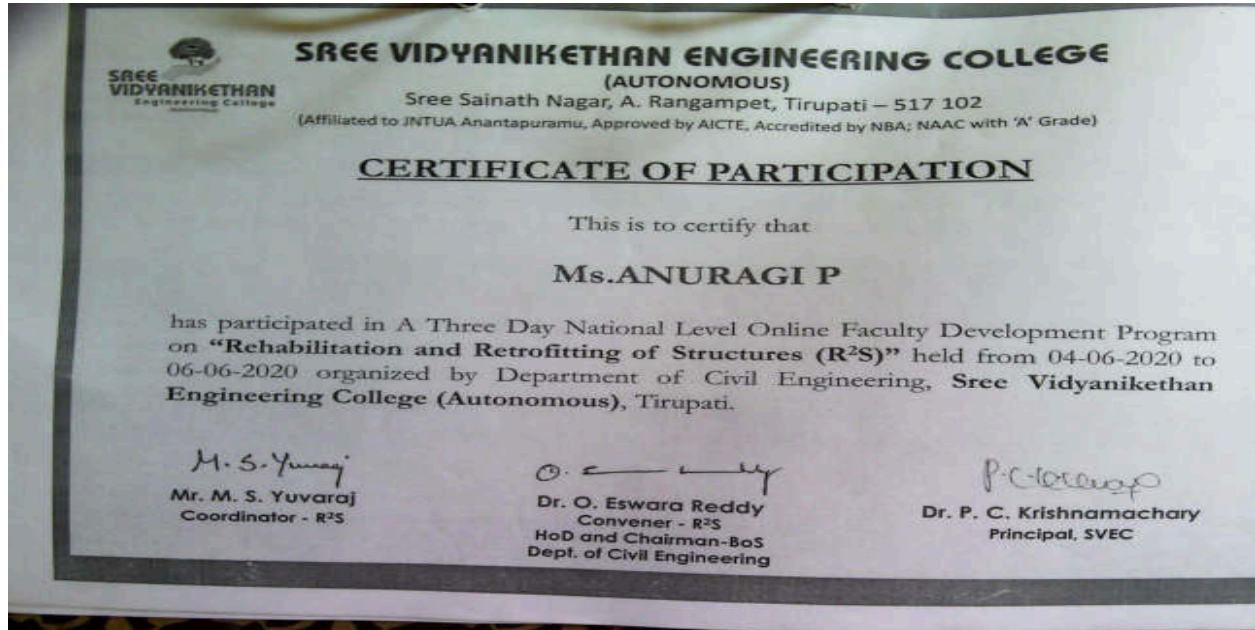 SREE
VIDYANIKETHAN
Engineering College
SREE VIDYANIKETHAN ENGINEERING COLLEGE
(AUTONOMOUS)
Sree Sainath Nagar, A. Rangampet, Tirupati – 517 102
(Affiliated to JNTUA Anantapuramu, Approved by AICTE, Accredited by NBA; NAAC with 'A' Grade)
CERTIFICATE OF PARTICIPATION
This is to certify that
Ms.ANURAGI P
has participated in A Three Day National Level Online Faculty Development Program
on “Rehabilitation and Retrofitting of Structures (R²S)” held from 04-06-2020 to
06-06-2020 organized by Department of Civil Engineering, Sree Vidyanikethan
Engineering College (Autonomous), Tirupati.
M. S. Yuvaraj
Mr. M. S. Yuvaraj
Coordinator - R²S
Dr. O. Eswara Reddy
Convener - R²S
HoD and Chairman-BoS
Dept. of Civil Engineering
Dr. P. C. Krishnamachary
Principal, SVEC